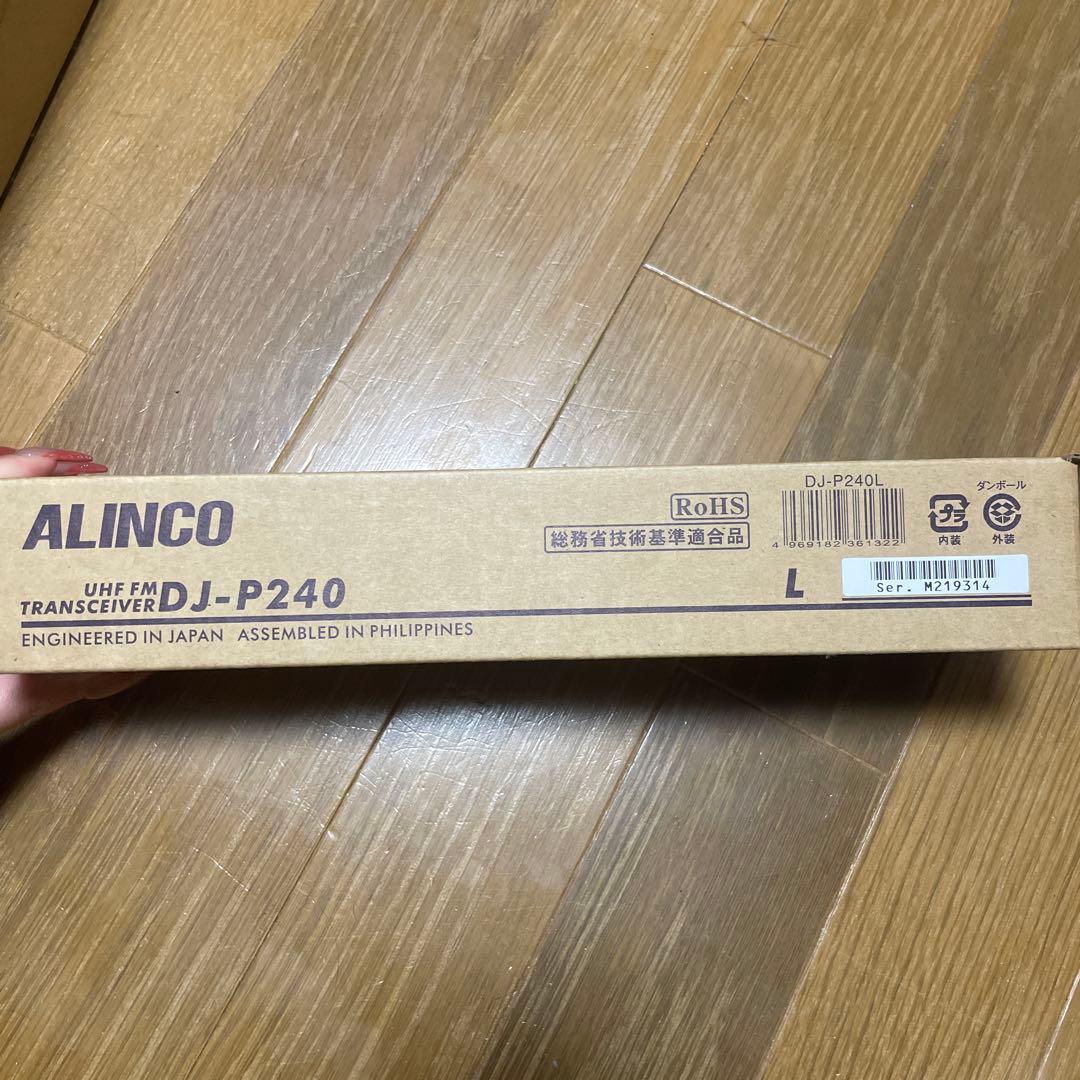 ALINCO
UHF FM
TRANSCEIVER DJ-P240
ENGINEERED IN JAPAN ASSEMBLED IN PHILIPPINES
RoHS
総務省技術基準適合品
DJ-P240L
4 969182 361322
プラ
内装
ダンボール
外装
L
Ser. M219314